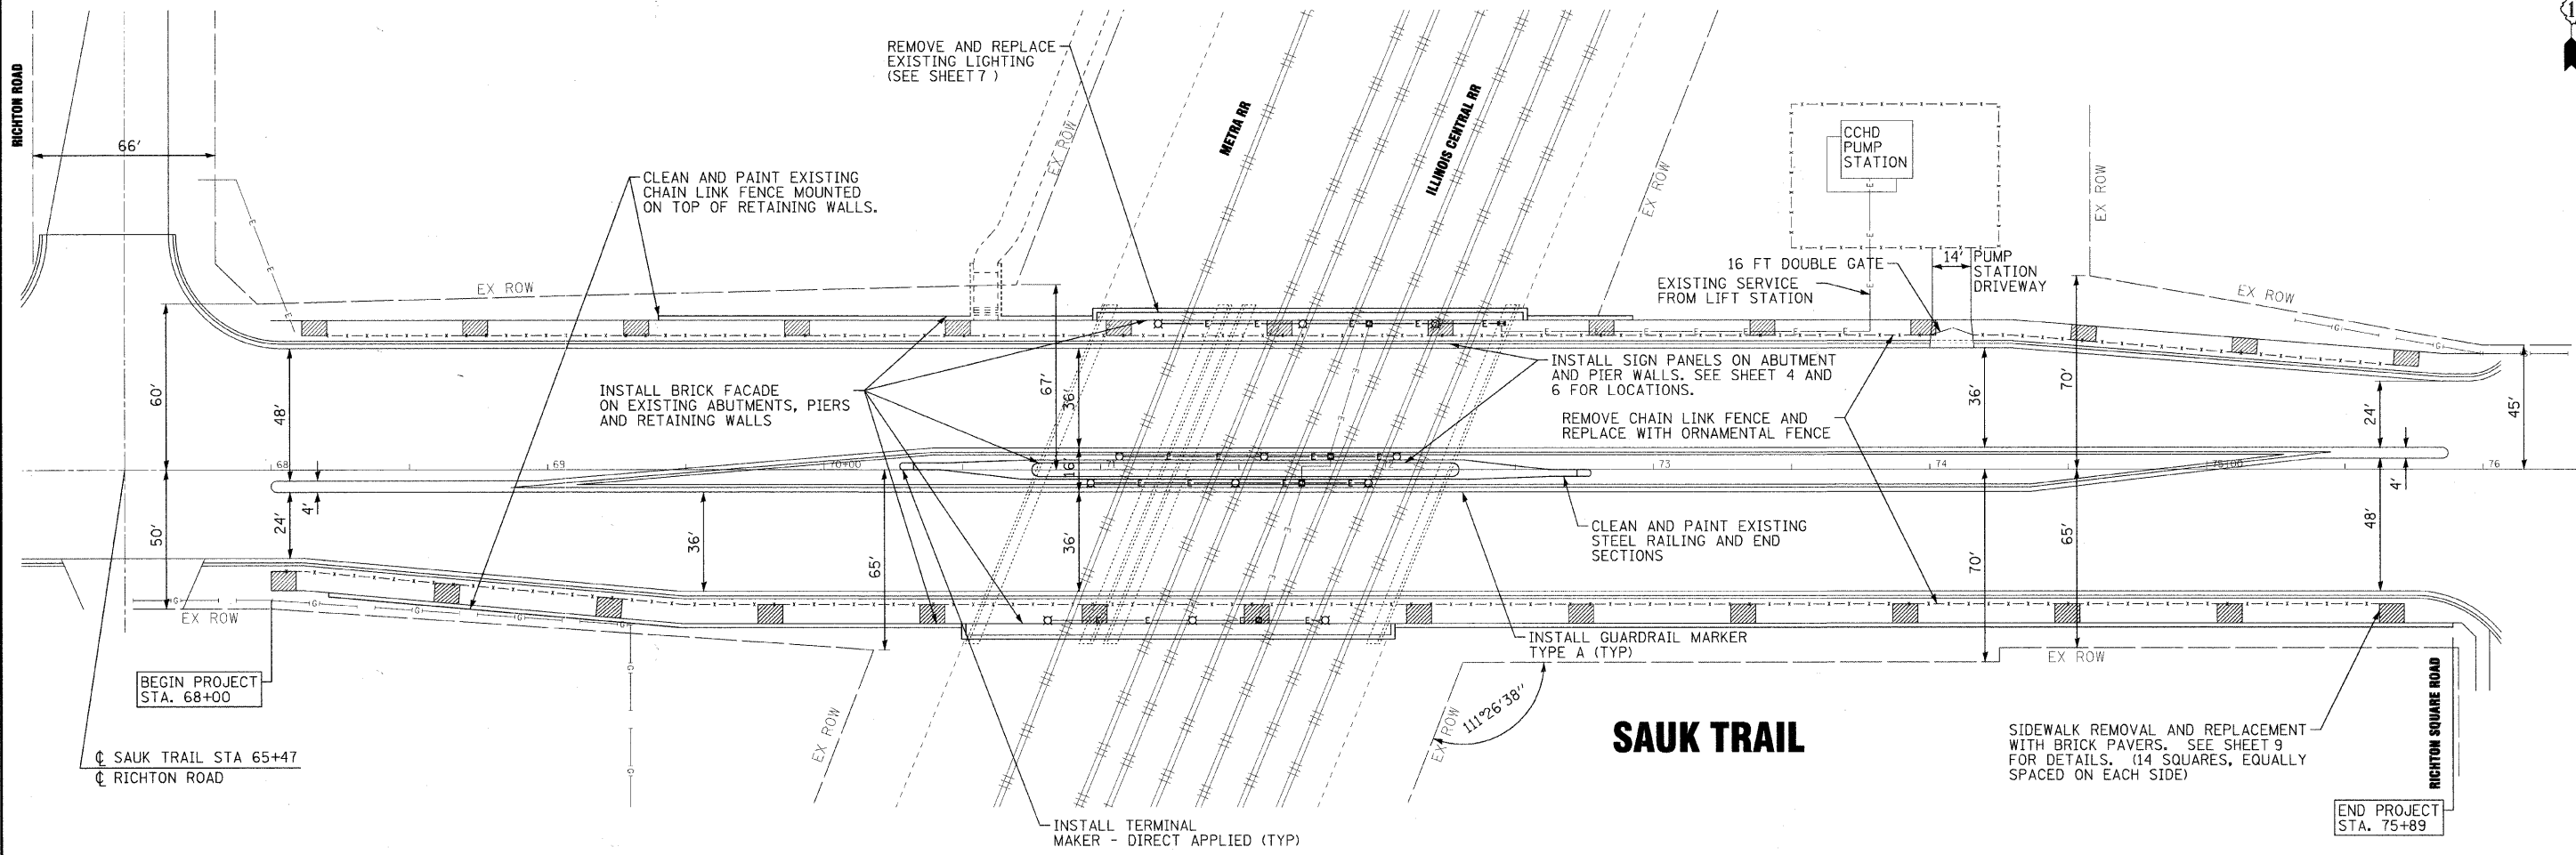 1
RICHTON ROAD
66'
REMOVE AND REPLACE
EXISTING LIGHTING
(SEE SHEET 7 )
EX ROW
METRA RR
ILLINOIS CENTRAL RR
EX ROW
CCHD
PUMP
STATION
E
E
EX ROW
CLEAN AND PAINT EXISTING
CHAIN LINK FENCE MOUNTED
ON TOP OF RETAINING WALLS.
16 FT DOUBLE GATE
14'
PUMP
STATION
DRIVEWAY
EXISTING SERVICE
FROM LIFT STATION
EX ROW
EX ROW
INSTALL SIGN PANELS ON ABUTMENT
AND PIER WALLS. SEE SHEET 4 AND
6 FOR LOCATIONS.
INSTALL BRICK FACADE
ON EXISTING ABUTMENTS, PIERS
AND RETAINING WALLS
REMOVE CHAIN LINK FENCE AND
REPLACE WITH ORNAMENTAL FENCE
60'
48'
67'
36'
36'
70'
24'
45'
68
69
70+00
71
16'
72
73
74
75+00
76
50'
24'
4'
36'
65'
36'
70'
65'
48'
4'
CLEAN AND PAINT EXISTING
STEEL RAILING AND END
SECTIONS
EX ROW
INSTALL GUARDRAIL MARKER
TYPE A (TYP)
EX ROW
BEGIN PROJECT
STA. 68+00
EX ROW
EX ROW
111°26'38"
SAUK TRAIL
SIDEWALK REMOVAL AND REPLACEMENT
WITH BRICK PAVERS. SEE SHEET 9
FOR DETAILS. (14 SQUARES, EQUALLY
SPACED ON EACH SIDE)
RICHTON SQUARE ROAD
℄ SAUK TRAIL STA 65+47
℄ RICHTON ROAD
END PROJECT
STA. 75+89
INSTALL TERMINAL
MAKER - DIRECT APPLIED (TYP)